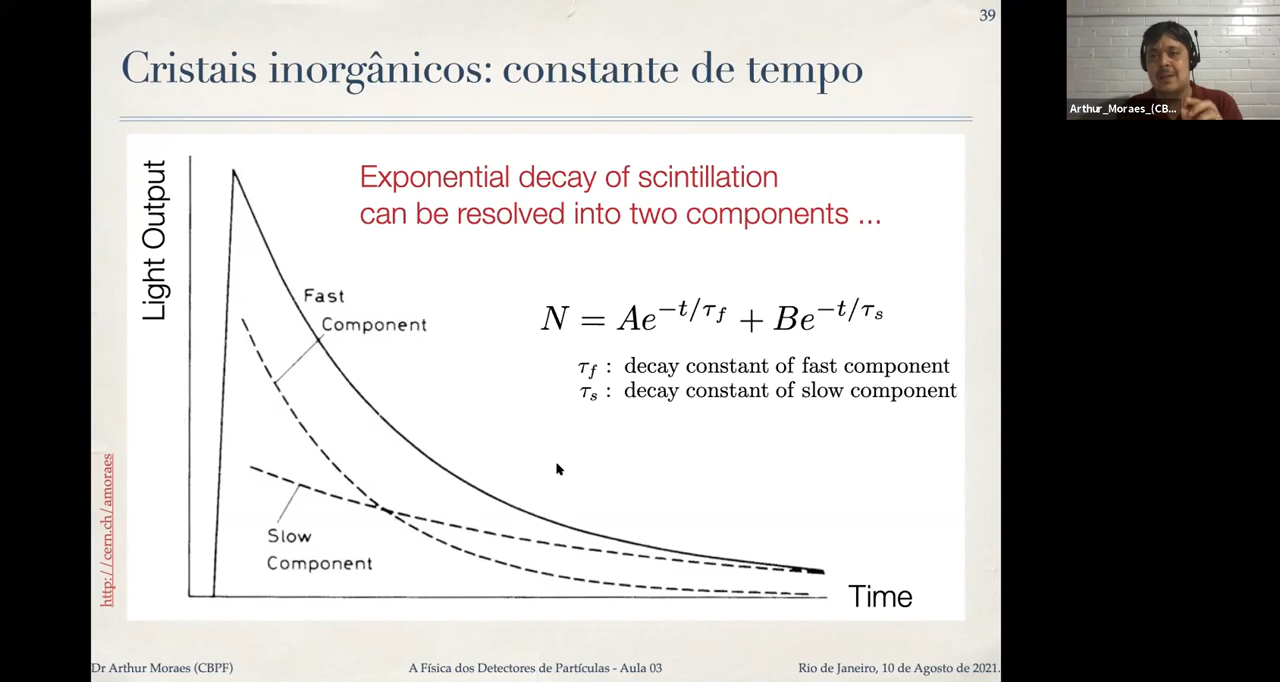 39
Cristais inorgânicos: constante de tempo
Arthur_Moraes_(CB...
Light Output
Exponential decay of scintillation
can be resolved into two components ...
Fast
Component
N = Ae^{-t/τ_f} + Be^{-t/τ_s}
τ_f : decay constant of fast component
τ_s : decay constant of slow component
Slow
Component
Time
http://cern.ch/amoraes
Dr Arthur Moraes (CBPF)
A Física dos Detectores de Partículas - Aula 03
Rio de Janeiro, 10 de Agosto de 2021.